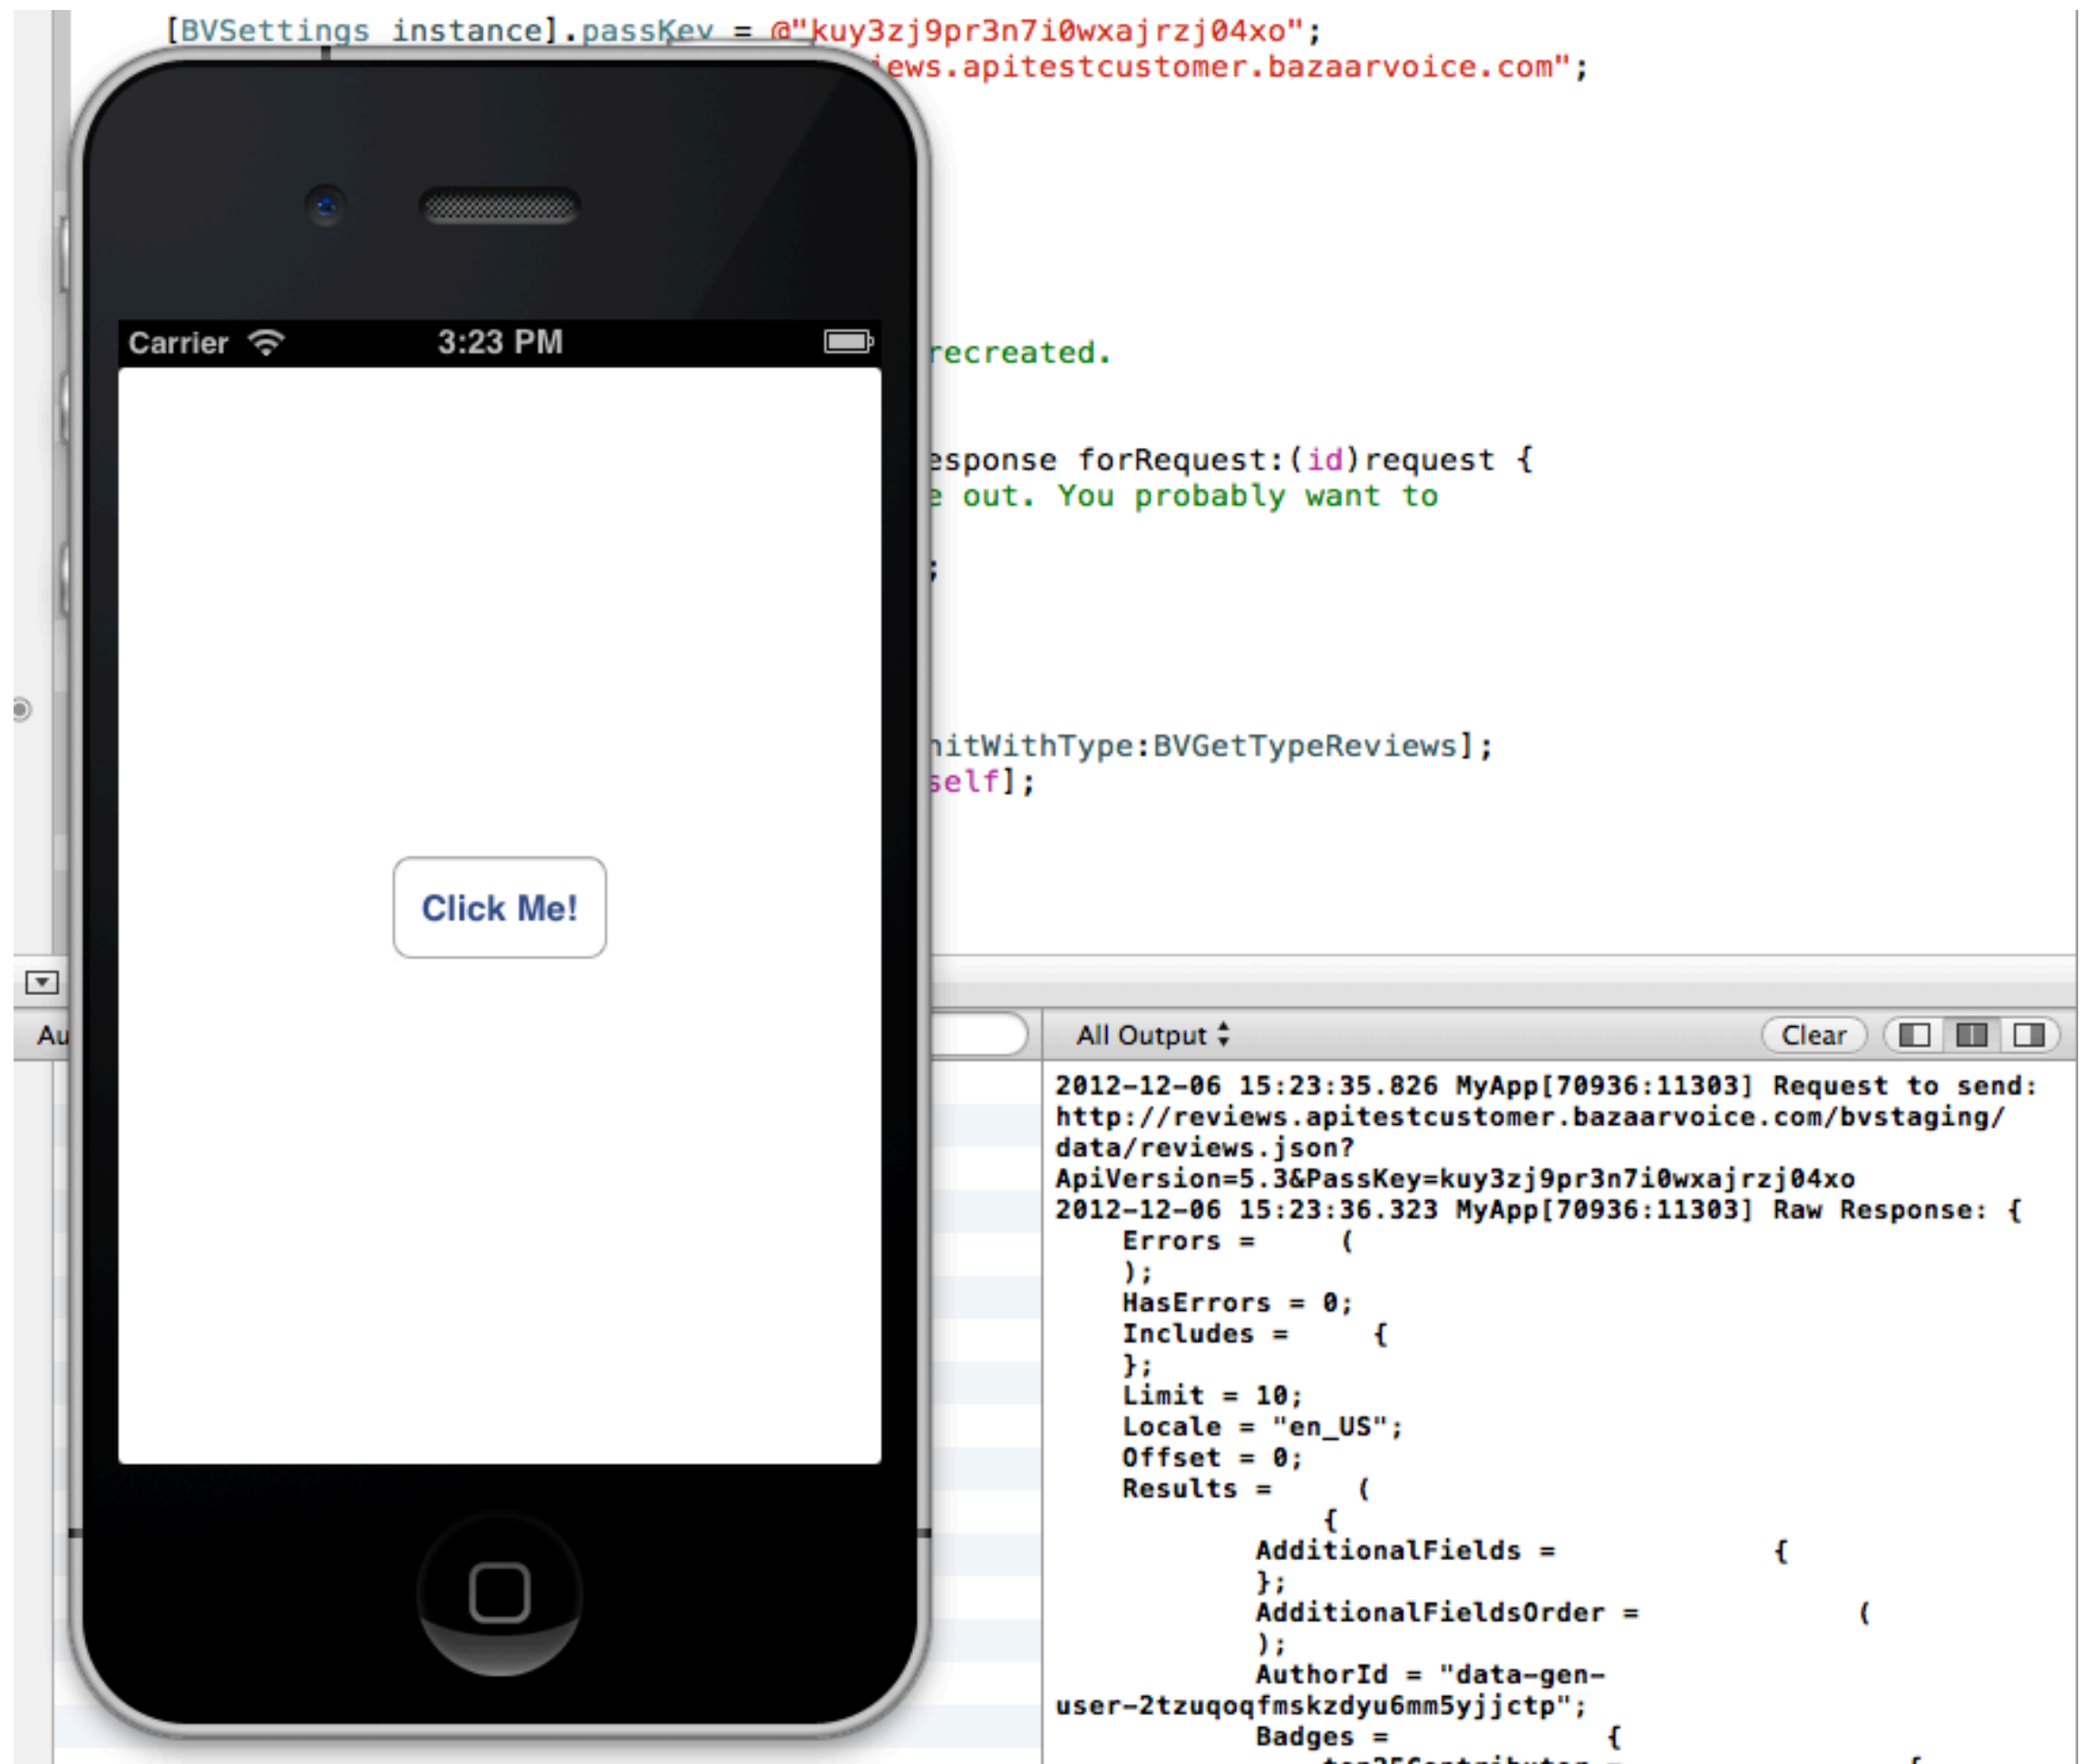 [BVSettings instance].passKey = @"kuy3zj9pr3n7i0wxajrzj04xo";
iews.apitestcustomer.bazaarvoice.com";
Carrier 3:23 PM
recreated.
esponse forRequest:(id)request {
e out. You probably want to
;
nitWithType:BVGetTypeReviews];
self];
Click Me!
Au
All Output
Clear
2012-12-06 15:23:35.826 MyApp[70936:11303] Request to send:
http://reviews.apitestcustomer.bazaarvoice.com/bvstaging/
data/reviews.json?
ApiVersion=5.3&PassKey=kuy3zj9pr3n7i0wxajrzj04xo
2012-12-06 15:23:36.323 MyApp[70936:11303] Raw Response: {
Errors = (
);
HasErrors = 0;
Includes = {
};
Limit = 10;
Locale = "en_US";
Offset = 0;
Results = (
{
AdditionalFields = {
};
AdditionalFieldsOrder = (
);
AuthorId = "data-gen-
user-2tzuqoqfmskzdyu6mm5yjjctp";
Badges = {